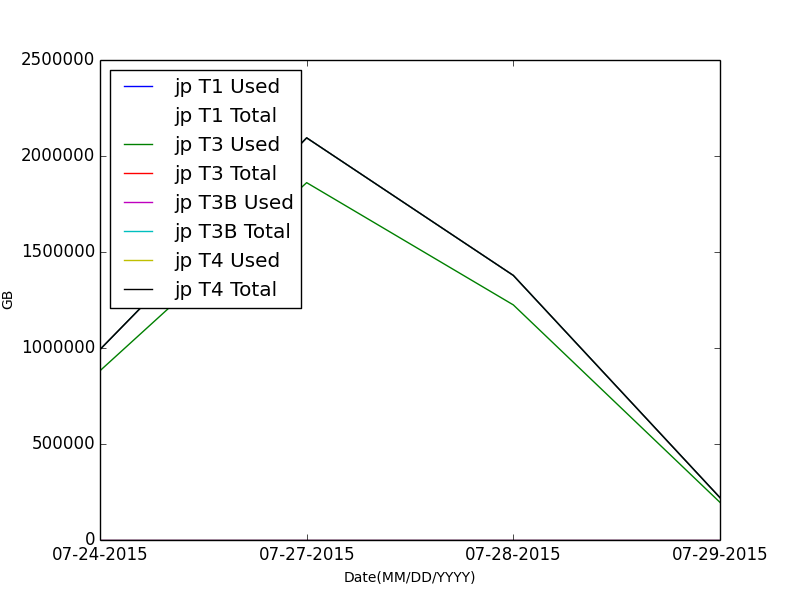 2500000
2000000
1500000
1000000
500000
0
GB
jp T1 Used
jp T1 Total
jp T3 Used
jp T3 Total
jp T3B Used
jp T3B Total
jp T4 Used
jp T4 Total
07-24-2015 07-27-2015 07-28-2015 07-29-2015
Date(MM/DD/YYYY)